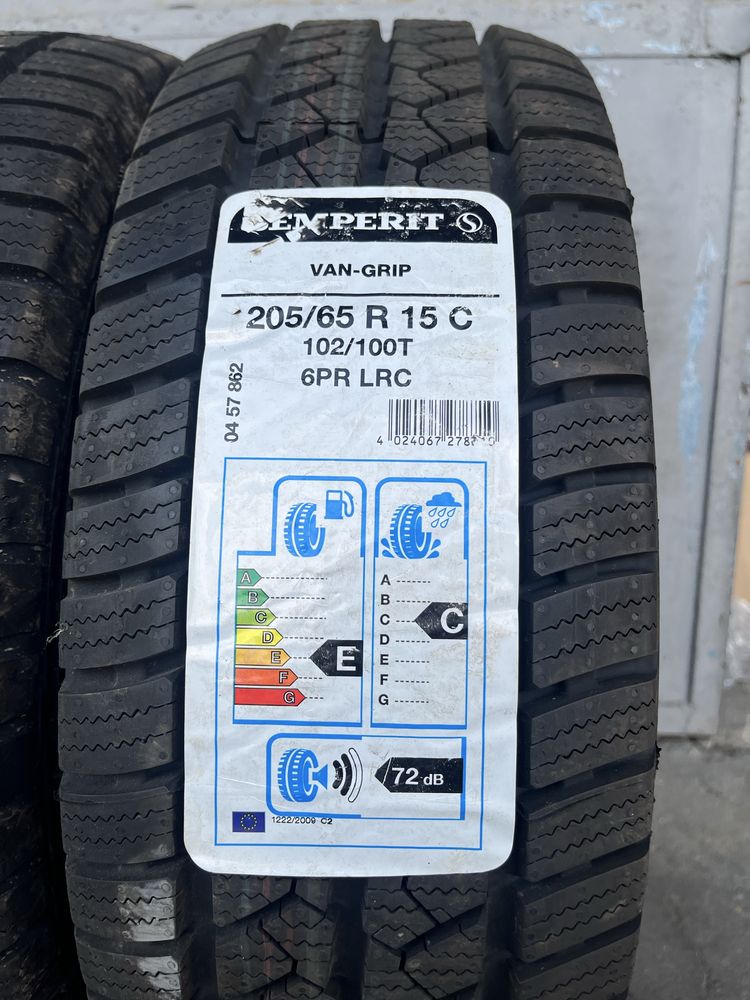 SEMPERIT
VAN-GRIP
205/65 R 15 C
102/100T
6PR LRC
04 57 862
A
B
C
D
E
F
G
E
A
B
C
D
E
F
G
C
72 dB
1222/2009 C2